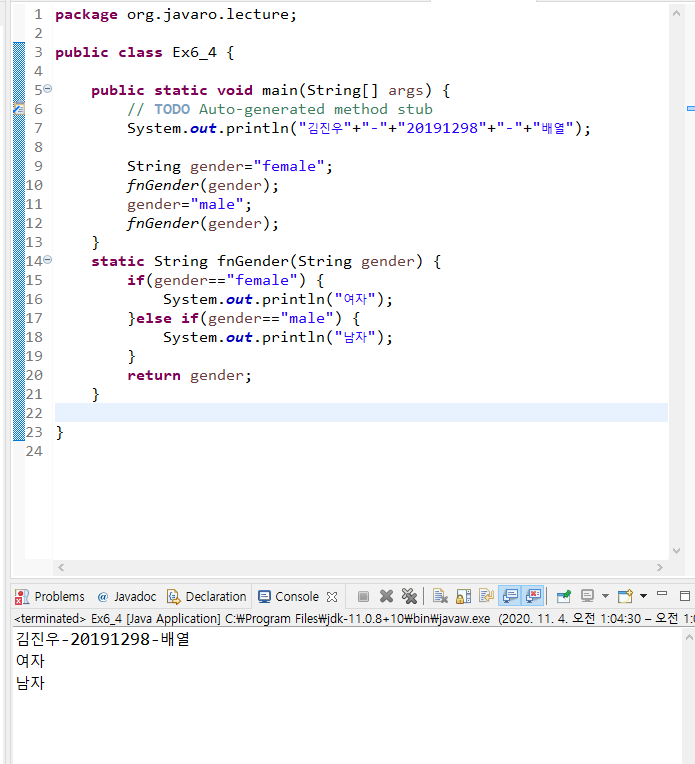 1 package org.javaro.lecture;
2
3 public class Ex6_4 {
4
5     public static void main(String[] args) {
6         // TODO Auto-generated method stub
7         System.out.println("김진우"+"-"+"20191298"+"-"+"배열");
8
9         String gender="female";
10         fnGender(gender);
11         gender="male";
12         fnGender(gender);
13     }
14     static String fnGender(String gender) {
15         if(gender=="female") {
16             System.out.println("여자");
17         }else if(gender=="male") {
18             System.out.println("남자");
19         }
20         return gender;
21     }
22
23 }
24
Problems @ Javadoc Declaration Console
<terminated> Ex6_4 [Java Application] C:₩Program Files₩jdk-11.0.8+10₩bin₩javaw.exe (2020. 11. 4. 오전 1:04:30 – 오전 1:0
김진우-20191298-배열
여자
남자